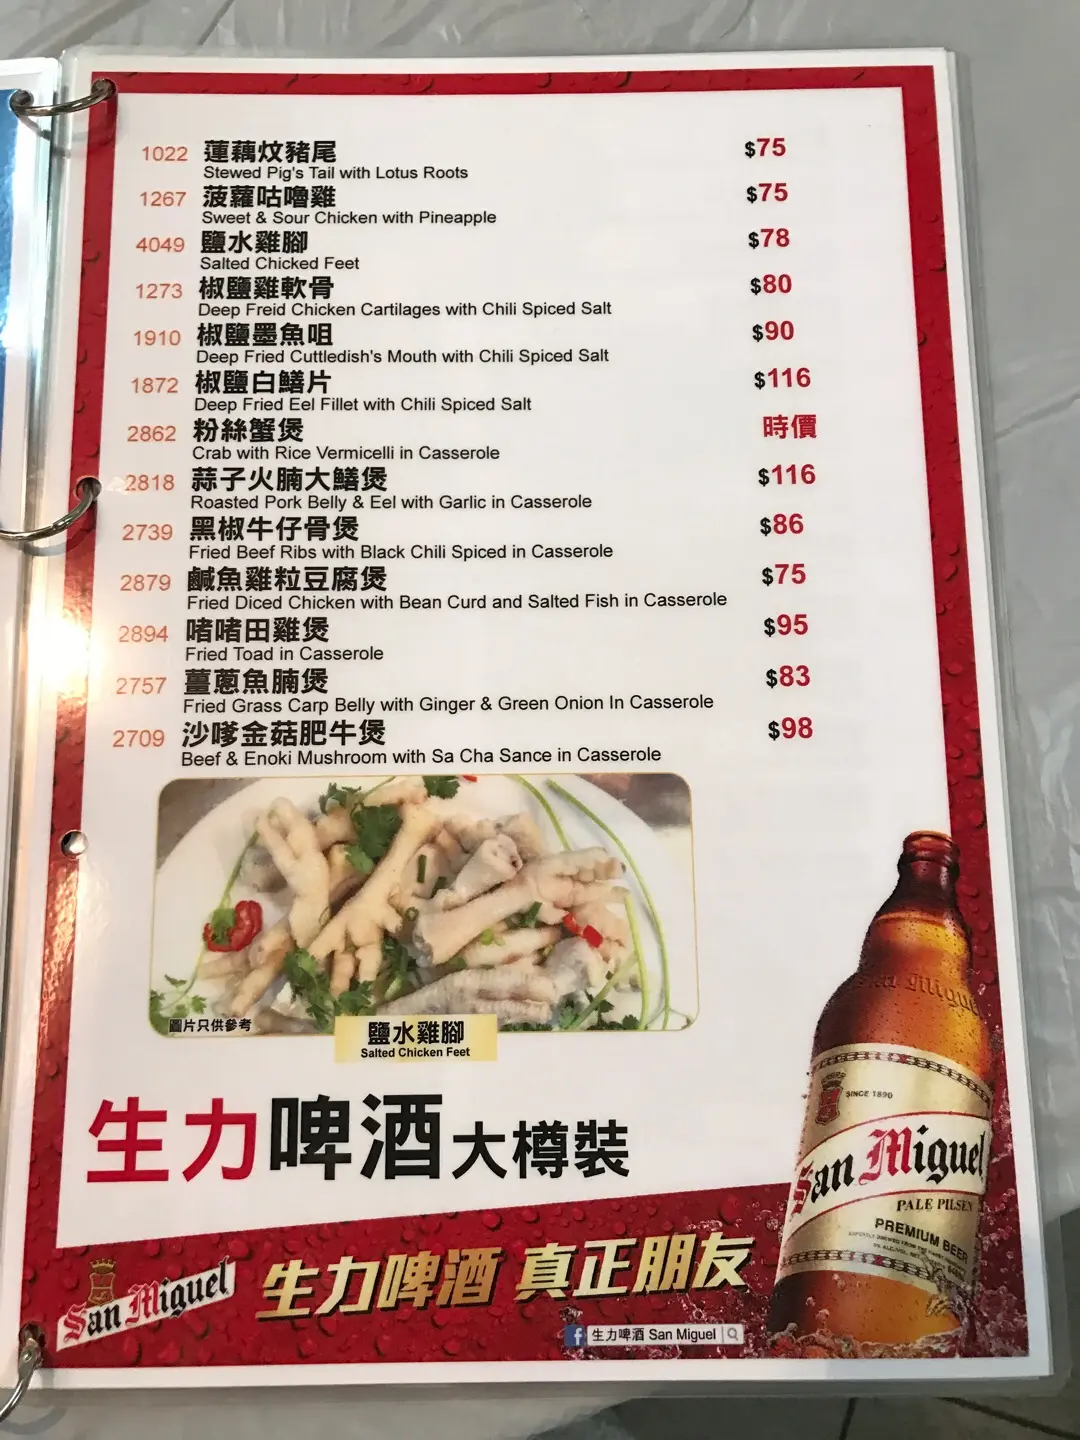 1022 蓮藕炆豬尾 $75
Stewed Pig's Tail with Lotus Roots
1267 菠蘿咕嚕雞 $75
Sweet & Sour Chicken with Pineapple
4049 鹽水雞腳 $78
Salted Chicked Feet
1273 椒鹽雞軟骨 $80
Deep Freid Chicken Cartilages with Chili Spiced Salt
1910 椒鹽墨魚咀 $90
Deep Fried Cuttledish's Mouth with Chili Spiced Salt
1872 椒鹽白鱔片 $116
Deep Fried Eel Fillet with Chili Spiced Salt
2862 粉絲蟹煲 時價
Crab with Rice Vermicelli in Casserole
2818 蒜子火腩大鱔煲 $116
Roasted Pork Belly & Eel with Garlic in Casserole
2739 黑椒牛仔骨煲 $86
Fried Beef Ribs with Black Chili Spiced in Casserole
2879 鹹魚雞粒豆腐煲 $75
Fried Diced Chicken with Bean Curd and Salted Fish in Casserole
2894 啫啫田雞煲 $95
Fried Toad in Casserole
2757 薑蔥魚腩煲 $83
Fried Grass Carp Belly with Ginger & Green Onion In Casserole
2709 沙嗲金菇肥牛煲 $98
Beef & Enoki Mushroom with Sa Cha Sance in Casserole
圖片只供參考
鹽水雞腳
Salted Chicken Feet
生力啤酒大樽裝
San Miguel
SINCE 1890
San Miguel
PALE PILSEN
PREMIUM BEER
San Miguel
生力啤酒 真正朋友
f 生力啤酒 San Miguel